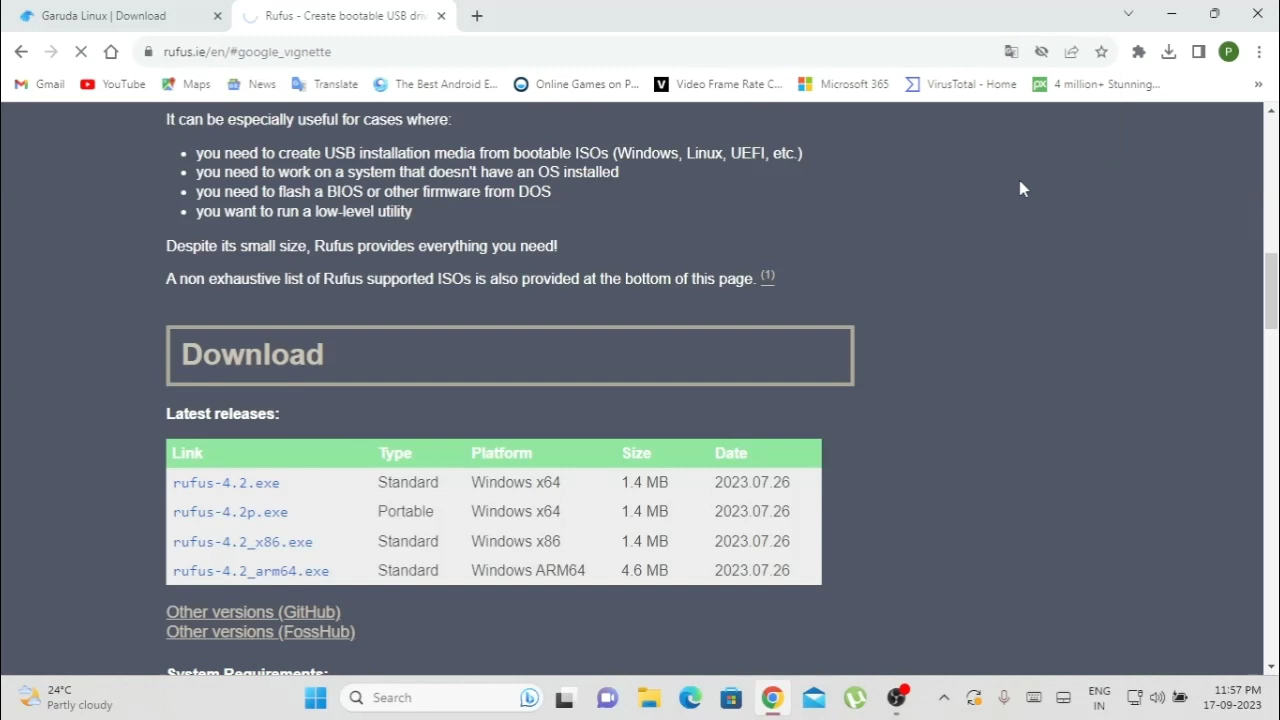 Garuda Linux | Download
Rufus - Create bootable USB driv
rufus.ie/en/#google_vignette
P
Gmail
YouTube
Maps
News
Translate
The Best Android E...
Online Games on P...
V
Video Frame Rate C...
Microsoft 365
VirusTotal - Home
px
4 million+ Stunning...
»
It can be especially useful for cases where:
• you need to create USB installation media from bootable ISOs (Windows, Linux, UEFI, etc.)
• you need to work on a system that doesn't have an OS installed
• you need to flash a BIOS or other firmware from DOS
• you want to run a low-level utility
Despite its small size, Rufus provides everything you need!
A non exhaustive list of Rufus supported ISOs is also provided at the bottom of this page. (1)
Download
Latest releases:
Link Type Platform Size Date
rufus-4.2.exe Standard Windows x64 1.4 MB 2023.07.26
rufus-4.2p.exe Portable Windows x64 1.4 MB 2023.07.26
rufus-4.2_x86.exe Standard Windows x86 1.4 MB 2023.07.26
rufus-4.2_arm64.exe Standard Windows ARM64 4.6 MB 2023.07.26
Other versions (GitHub)
Other versions (FossHub)
System Requirements:
24°C
Partly cloudy
Search
ENG
IN
11:57 PM
17-09-2023